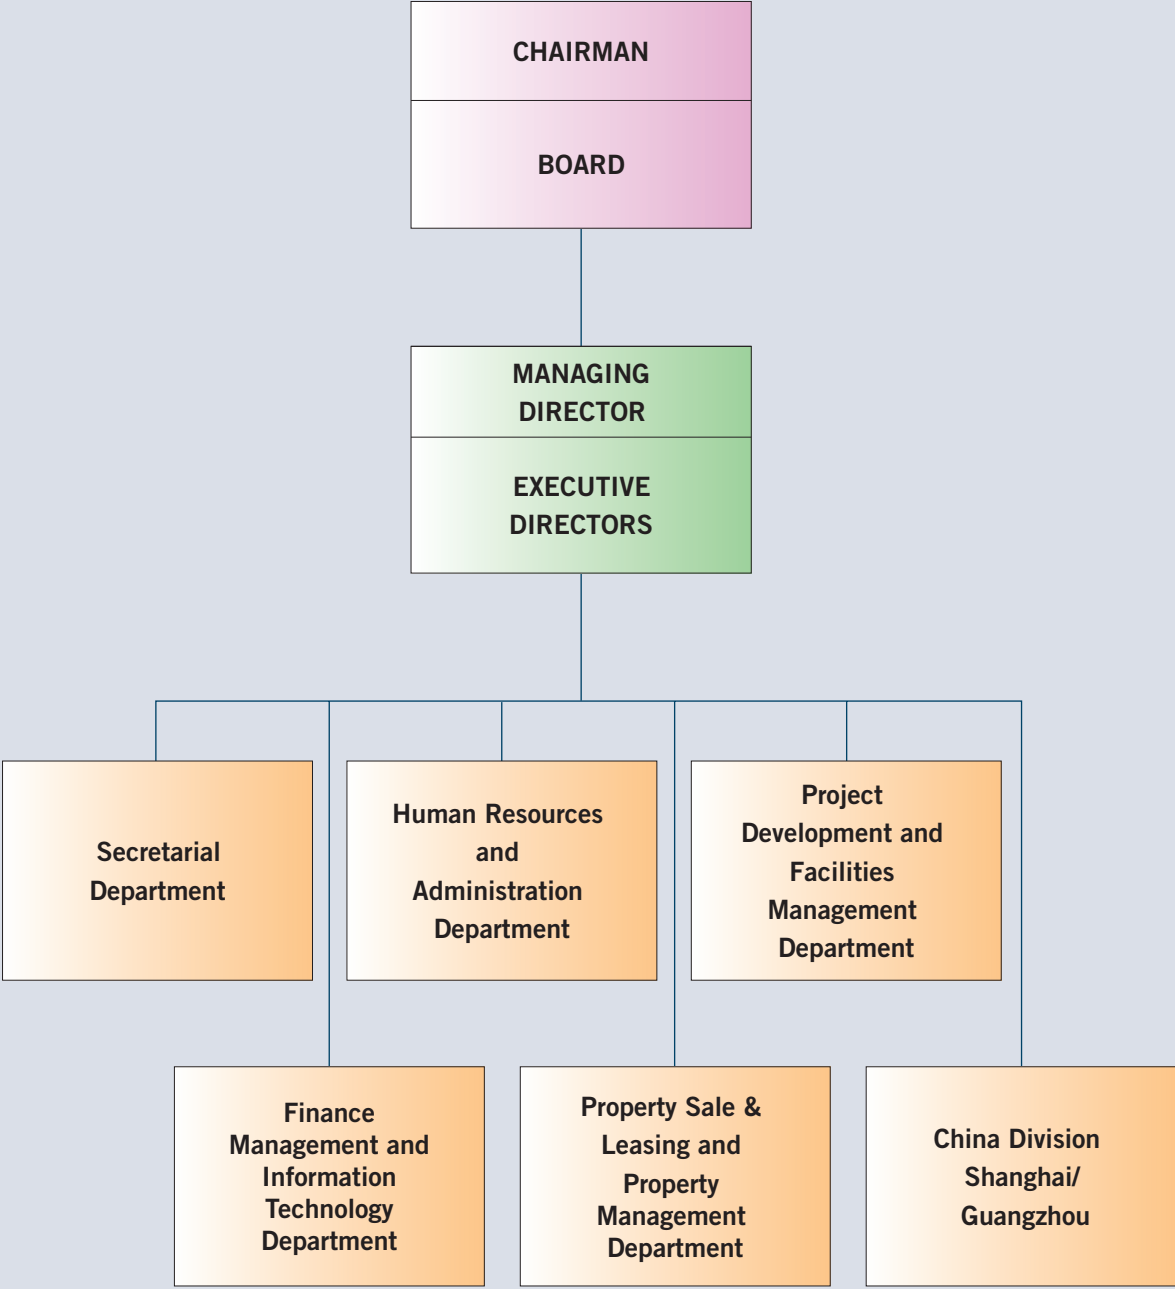 CHAIRMAN
BOARD
MANAGING
DIRECTOR
EXECUTIVE
DIRECTORS
Secretarial
Department
Human Resources
and
Administration
Department
Project
Development and
Facilities
Management
Department
Finance
Management and
Information
Technology
Department
Property Sale &
Leasing and
Property
Management
Department
China Division
Shanghai/
Guangzhou